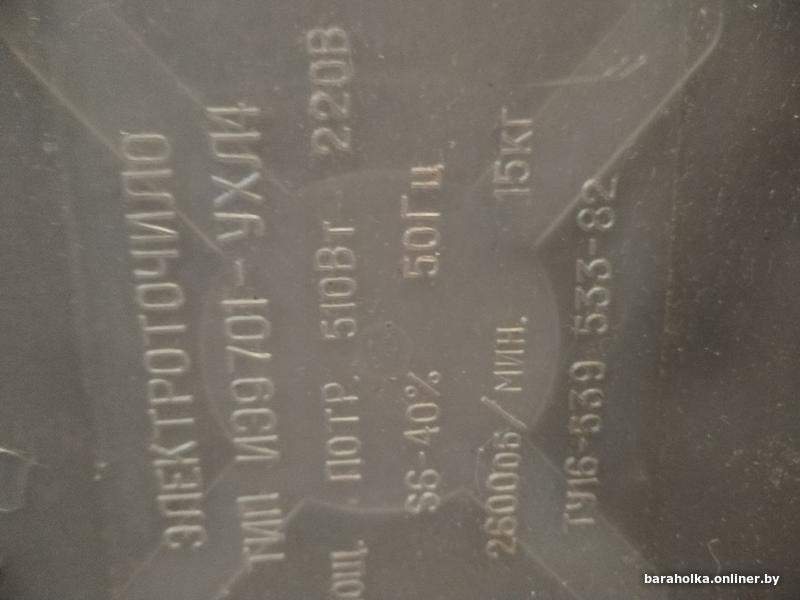 ЭЛЕКТРОТОЧИЛО
ТИП ИЭ9701-УХЛ4
ОЩ. ПОТР. 510Вт 220В
S6-40% 50ГЦ
2600об/МИН. 15КГ
ТУ16-539 533-82
baraholka.onliner.by